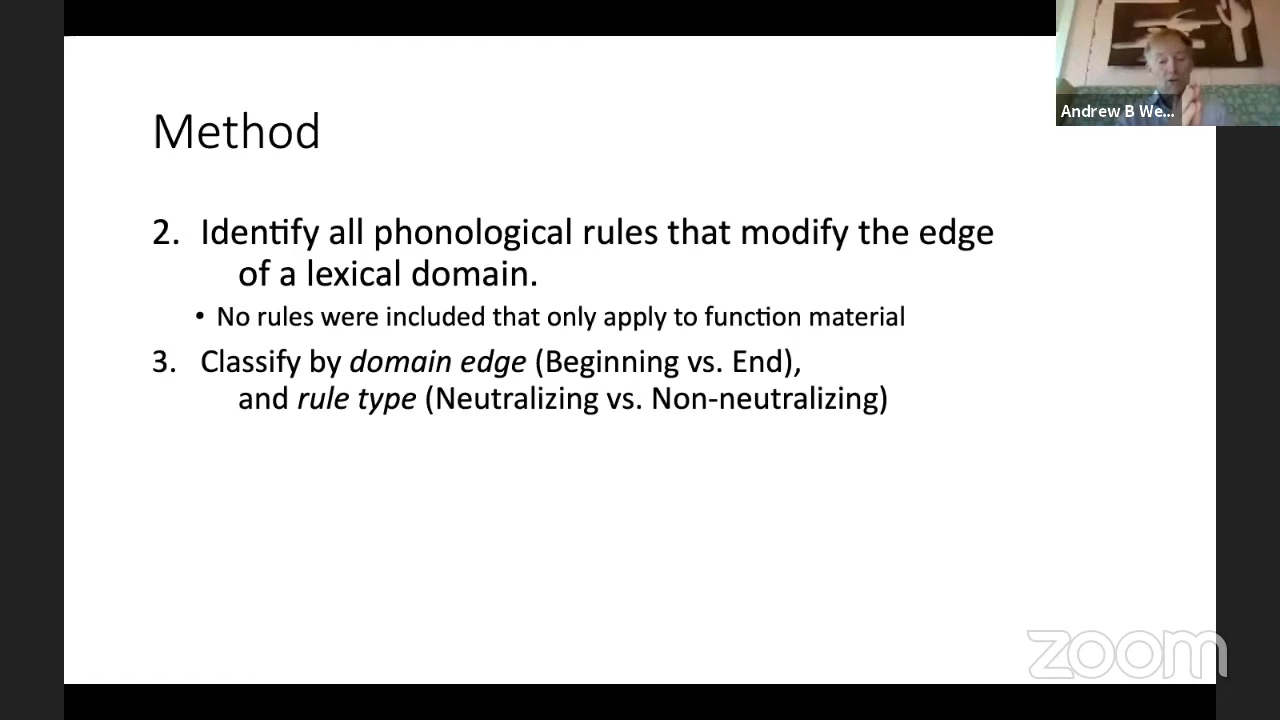 Method
2. Identify all phonological rules that modify the edge
of a lexical domain.
• No rules were included that only apply to function material
3. Classify by domain edge (Beginning vs. End),
and rule type (Neutralizing vs. Non-neutralizing)
Andrew B We...
zoom